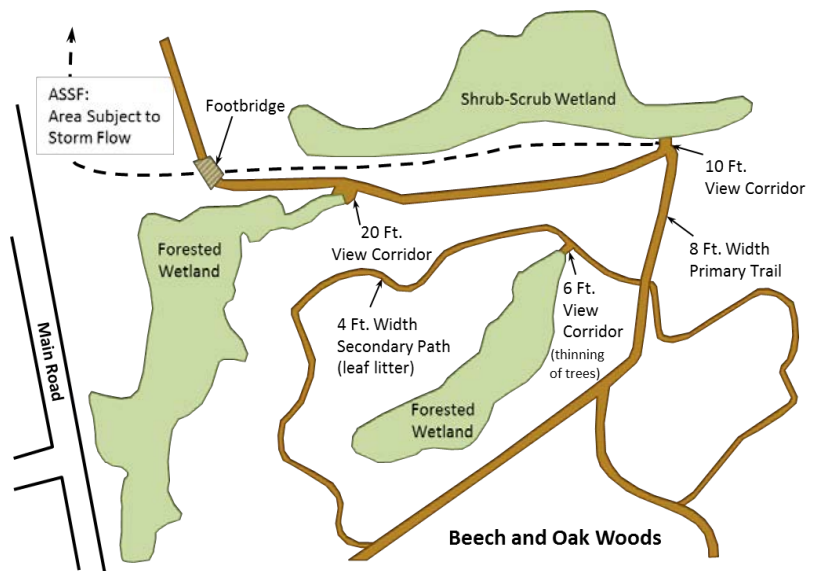 ASSF:
Area Subject to
Storm Flow
Footbridge
Shrub-Scrub Wetland
10 Ft.
View Corridor
20 Ft.
View Corridor
Forested
Wetland
8 Ft. Width
Primary Trail
6 Ft.
View
Corridor
(thinning
of trees)
4 Ft. Width
Secondary Path
(leaf litter)
Main Road
Forested
Wetland
Beech and Oak Woods